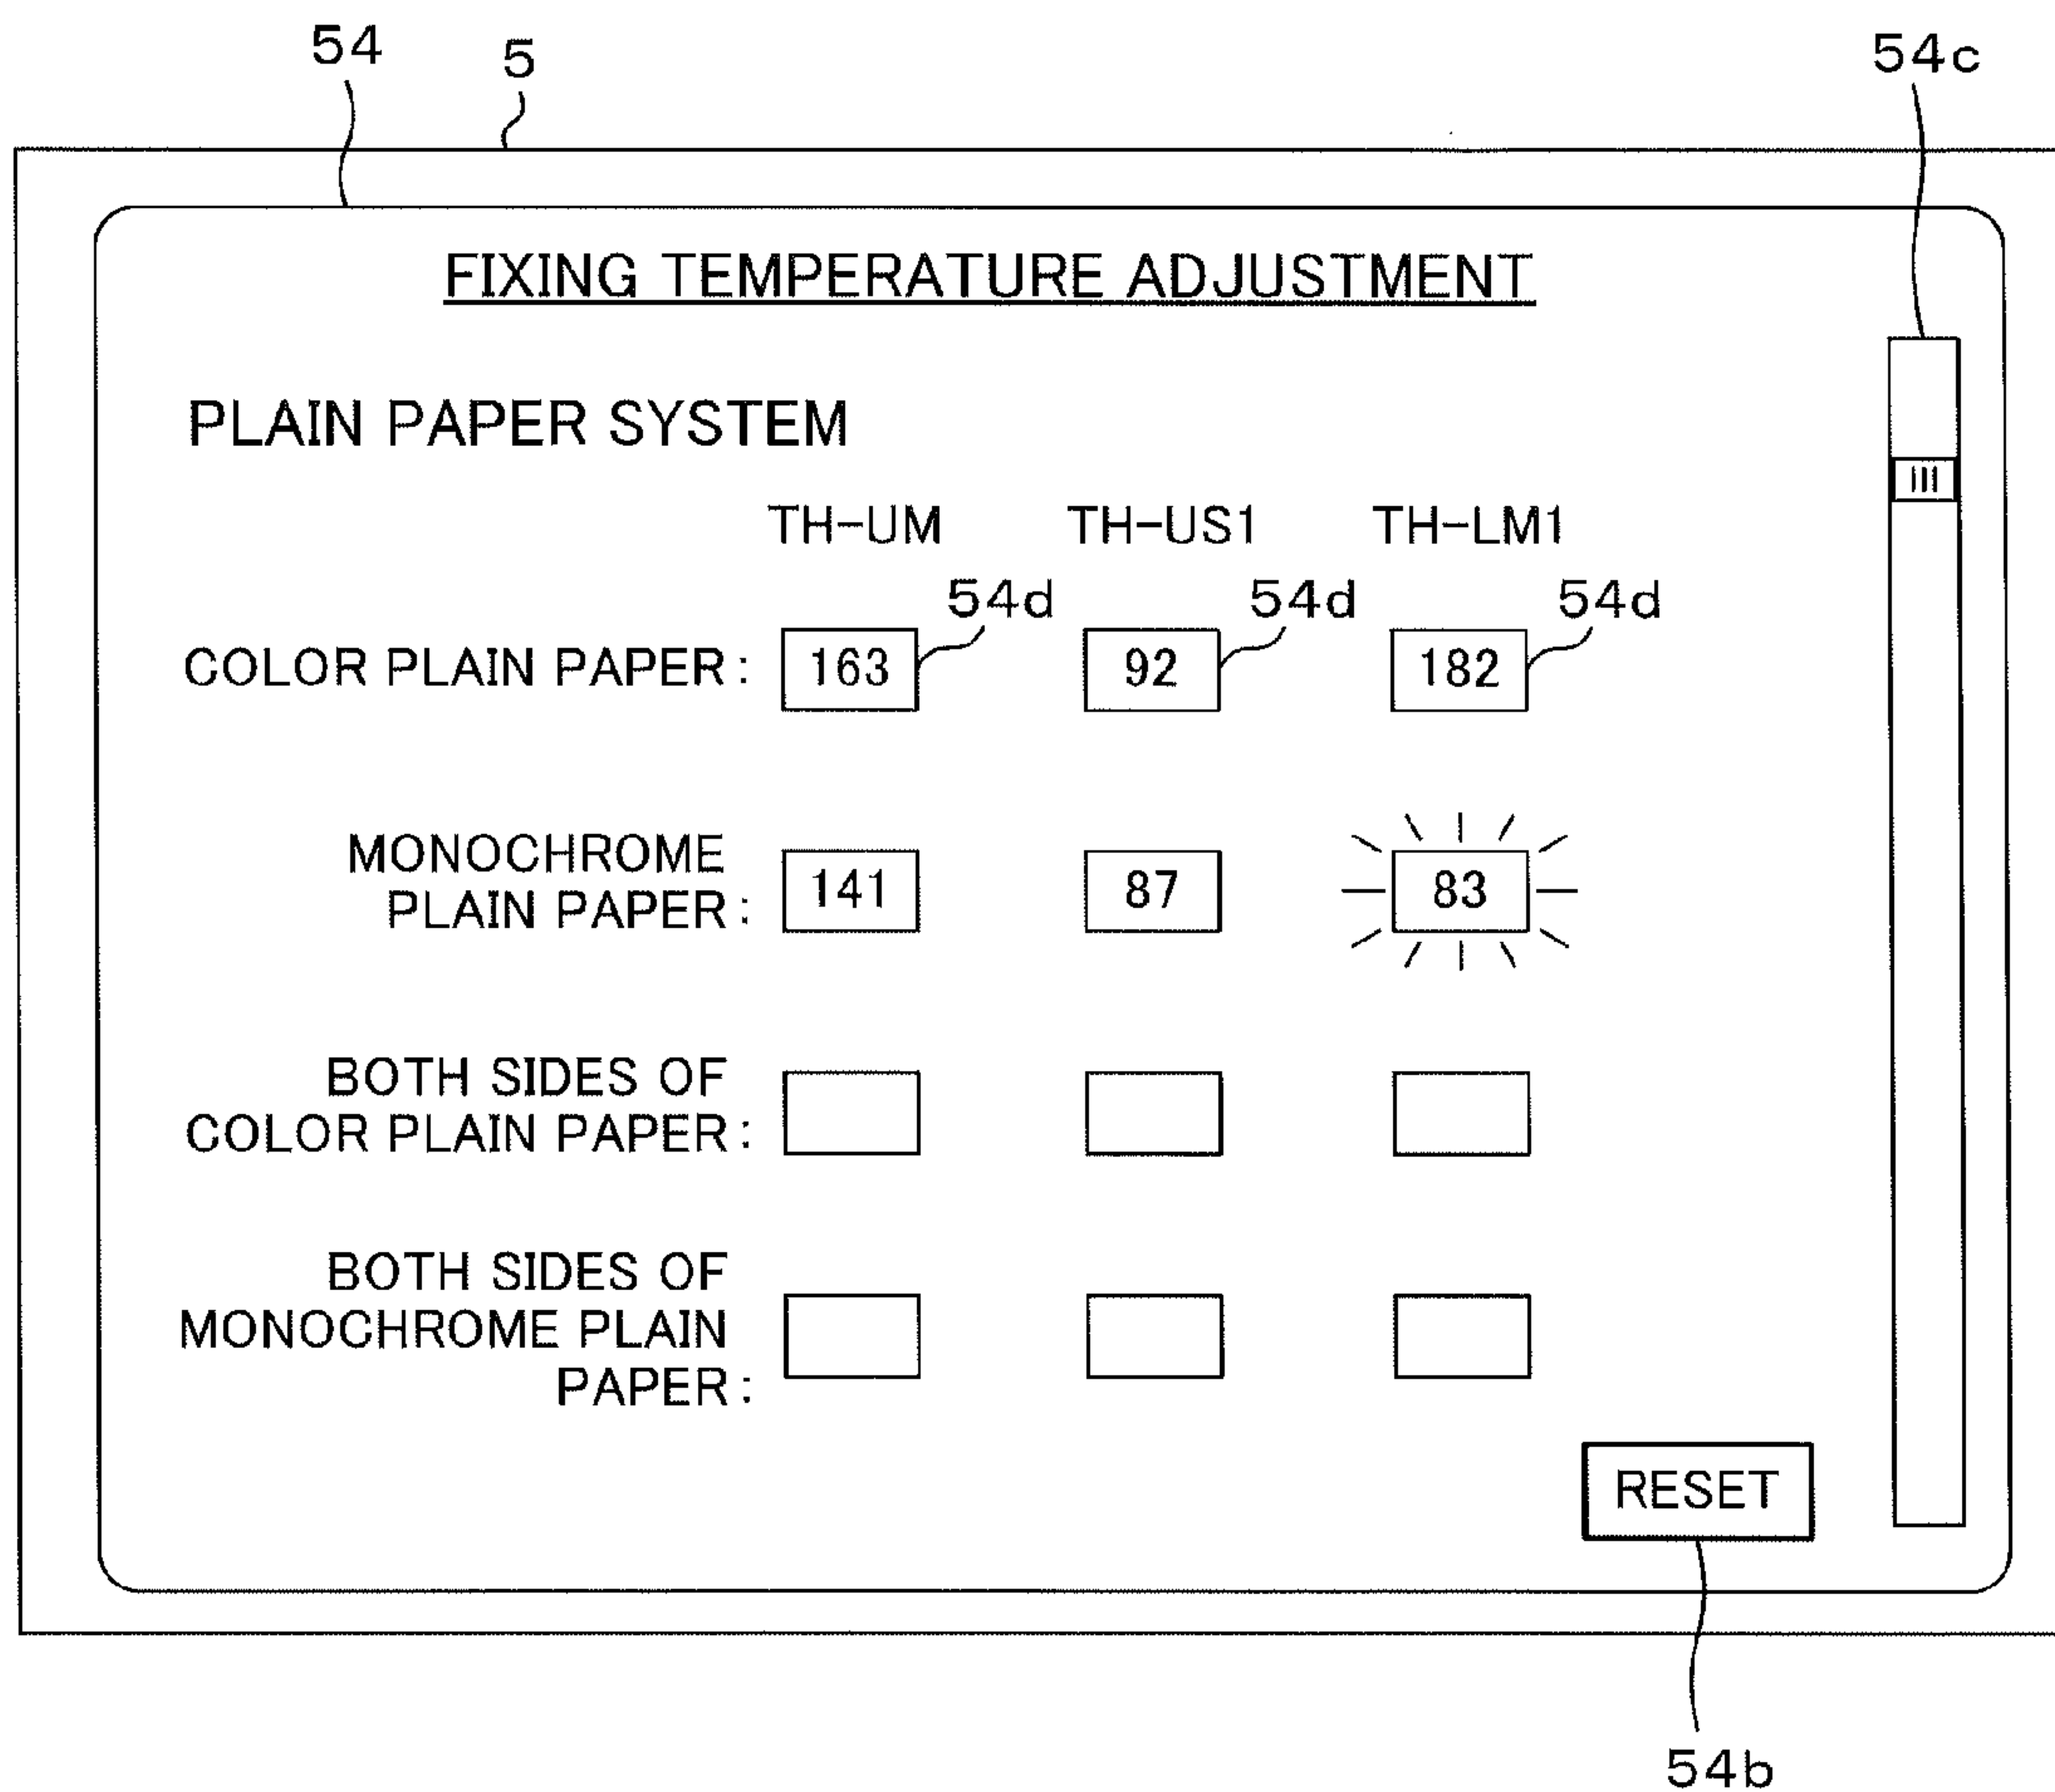 54
5
54c
FIXING TEMPERATURE ADJUSTMENT
PLAIN PAPER SYSTEM
TH-UM TH-US1 TH-LM1
54d 54d 54d
COLOR PLAIN PAPER: 163 92 182
MONOCHROME
PLAIN PAPER: 141 87 83
BOTH SIDES OF
COLOR PLAIN PAPER:
BOTH SIDES OF
MONOCHROME PLAIN
PAPER:
RESET
54b